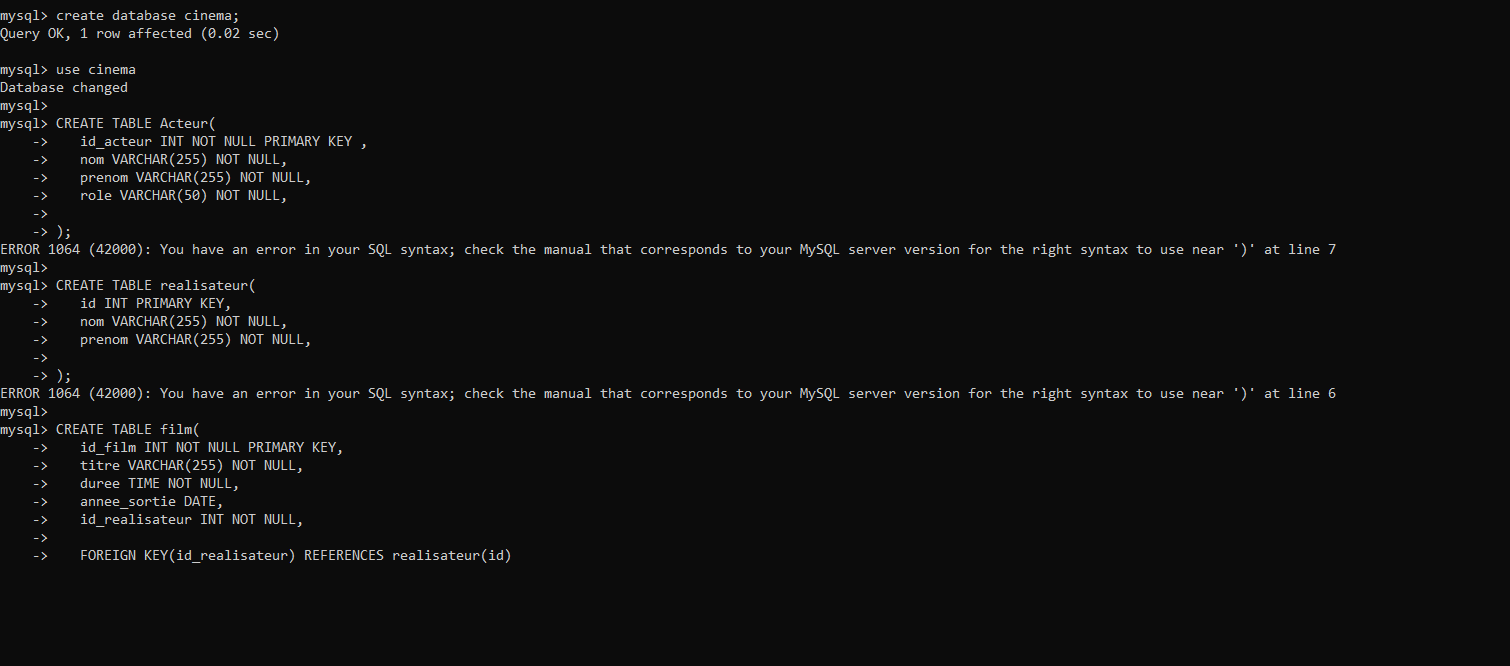 mysql> create database cinema;
Query OK, 1 row affected (0.02 sec)
mysql> use cinema
Database changed
mysql>
mysql> CREATE TABLE Acteur(
    ->    id_acteur INT NOT NULL PRIMARY KEY ,
    ->    nom VARCHAR(255) NOT NULL,
    ->    prenom VARCHAR(255) NOT NULL,
    ->    role VARCHAR(50) NOT NULL,
    ->
    -> );
ERROR 1064 (42000): You have an error in your SQL syntax; check the manual that corresponds to your MySQL server version for the right syntax to use near ')' at line 7
mysql>
mysql> CREATE TABLE realisateur(
    ->    id INT PRIMARY KEY,
    ->    nom VARCHAR(255) NOT NULL,
    ->    prenom VARCHAR(255) NOT NULL,
    ->
    -> );
ERROR 1064 (42000): You have an error in your SQL syntax; check the manual that corresponds to your MySQL server version for the right syntax to use near ')' at line 6
mysql>
mysql> CREATE TABLE film(
    ->    id_film INT NOT NULL PRIMARY KEY,
    ->    titre VARCHAR(255) NOT NULL,
    ->    duree TIME NOT NULL,
    ->    annee_sortie DATE,
    ->    id_realisateur INT NOT NULL,
    ->
    ->    FOREIGN KEY(id_realisateur) REFERENCES realisateur(id)